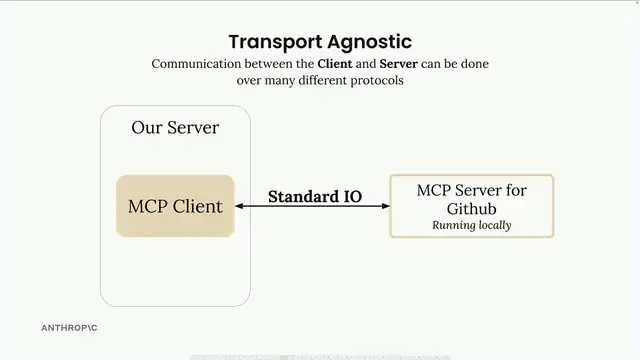 Transport Agnostic
Communication between the Client and Server can be done
over many different protocols
Our Server
MCP Client
Standard IO
MCP Server for
Github
Running locally
ANTHROP\C